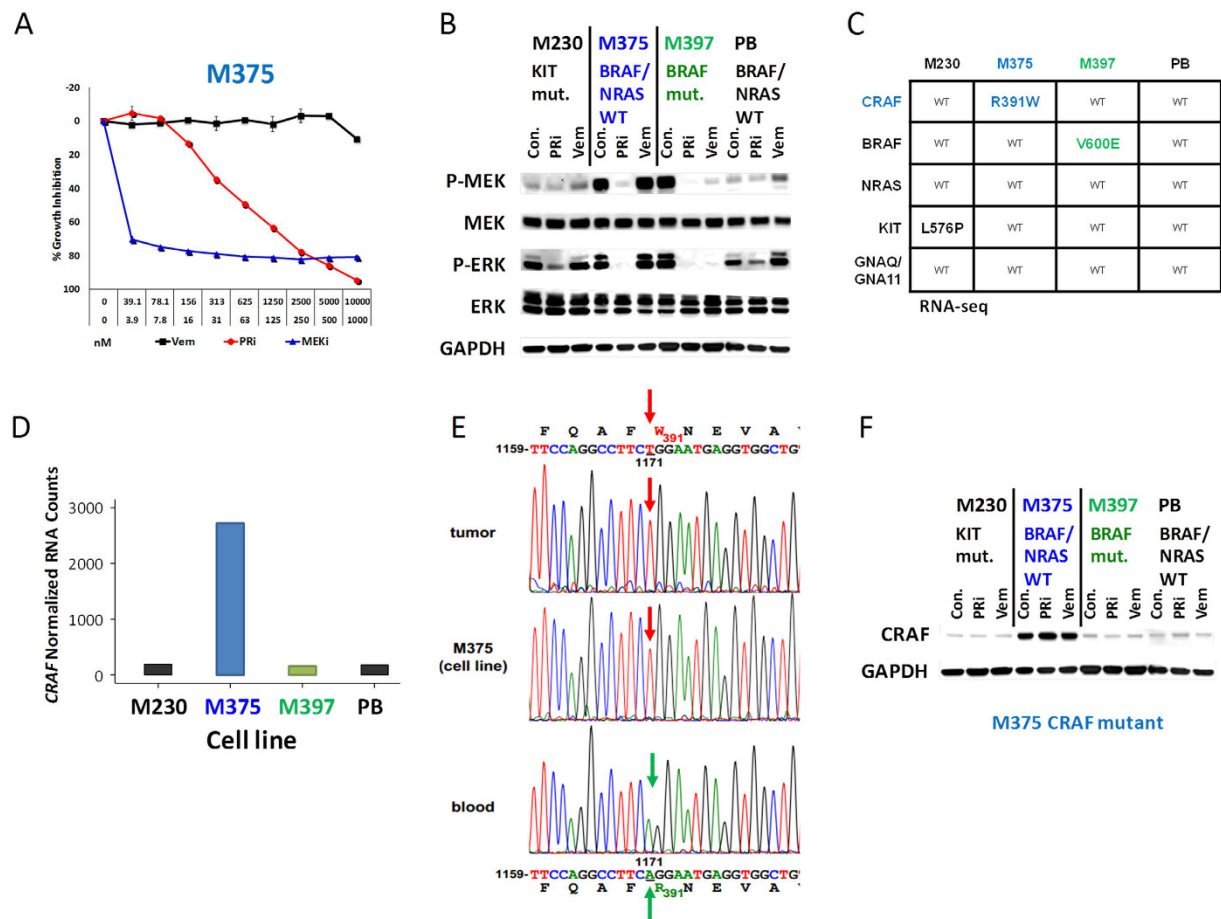 A
M375
% Growth Inhibition
-20
0
20
40
60
80
100
0 39.1 78.1 156 313 625 1250 2500 5000 10000
0 3.9 7.8 16 31 63 125 250 500 1000
nM
Vem PRi MEKi
B
M230 M375 M397 PB
KIT mut. BRAF/ NRAS WT BRAF mut. BRAF/ NRAS WT
Con. PRi Vem Con. PRi Vem Con. PRi Vem Con. PRi Vem
P-MEK
MEK
P-ERK
ERK
GAPDH
C
M230 M375 M397 PB
CRAF WT R391W WT WT
BRAF WT WT V600E WT
NRAS WT WT WT WT
KIT L576P WT WT WT
GNAQ/ GNA11 WT WT WT WT
RNA-seq
D
CRAF Normalized RNA Counts
3000
2000
1000
0
M230 M375 M397 PB
Cell line
E
F Q A F W391 N E V A
1159-TTCCAGGCCTTCTGGAATGAGGTGGCTG
1171
tumor
M375
(cell line)
blood
1171
1159-TTCCAGGCCTTCAGGAATGAGGTGGCTG
F Q A F R391 N E V A
F
M230 M375 M397 PB
KIT mut. BRAF/ NRAS WT BRAF mut. BRAF/ NRAS WT
Con. PRi Vem Con. PRi Vem Con. PRi Vem Con. PRi Vem
CRAF
GAPDH
M375 CRAF mutant